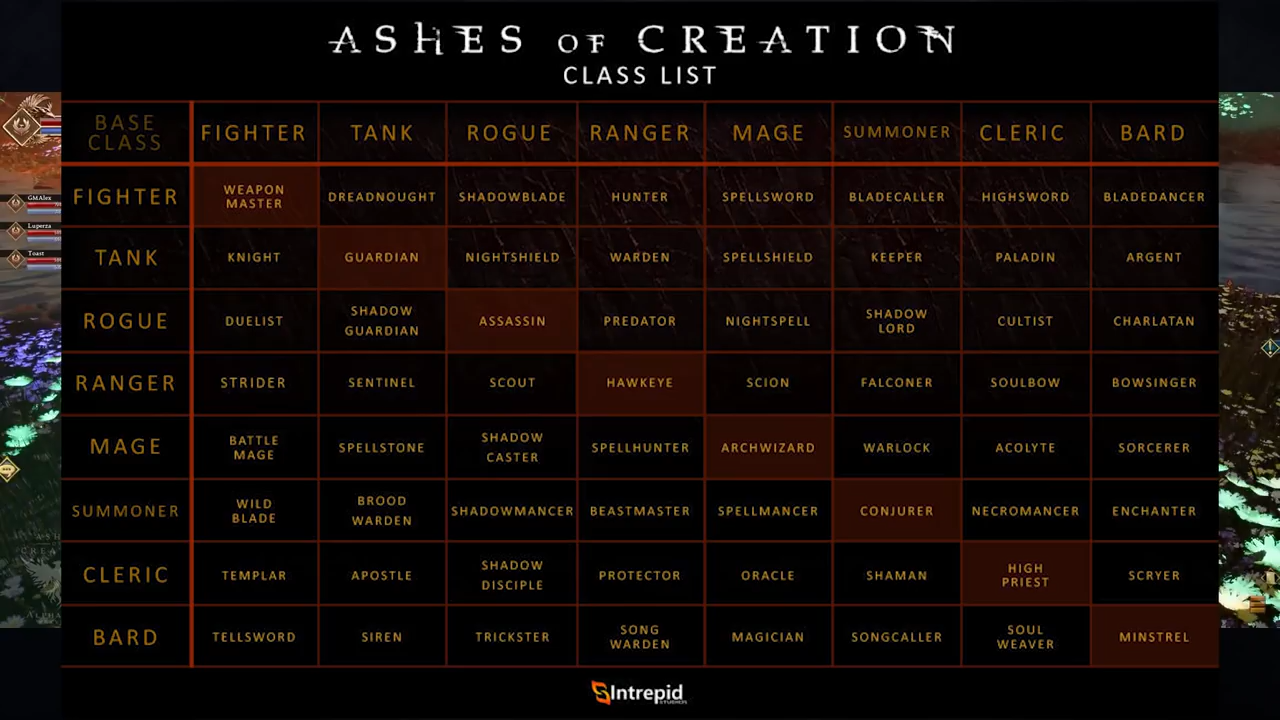 ASHES OF CREATION
CLASS LIST
BASE CLASS FIGHTER TANK ROGUE RANGER MAGE SUMMONER CLERIC BARD
FIGHTER WEAPON MASTER DREADNOUGHT SHADOWBLADE HUNTER SPELLSWORD BLADECALLER HIGHSWORD BLADEDANCER
TANK KNIGHT GUARDIAN NIGHTSHIELD WARDEN SPELLSHIELD KEEPER PALADIN ARGENT
ROGUE DUELIST SHADOW GUARDIAN ASSASSIN PREDATOR NIGHTSPELL SHADOW LORD CULTIST CHARLATAN
RANGER STRIDER SENTINEL SCOUT HAWKEYE SCION FALCONER SOULBOW BOWSINGER
MAGE BATTLE MAGE SPELLSTONE SHADOW CASTER SPELLHUNTER ARCHWIZARD WARLOCK ACOLYTE SORCERER
SUMMONER WILD BLADE BROOD WARDEN SHADOWMANCER BEASTMASTER SPELLMANCER CONJURER NECROMANCER ENCHANTER
CLERIC TEMPLAR APOSTLE SHADOW DISCIPLE PROTECTOR ORACLE SHAMAN HIGH PRIEST SCRYER
BARD TELLSWORD SIREN TRICKSTER SONG WARDEN MAGICIAN SONGCALLER SOUL WEAVER MINSTREL
GMAlex
Luperza
Toast
Intrepid
STUDIOS